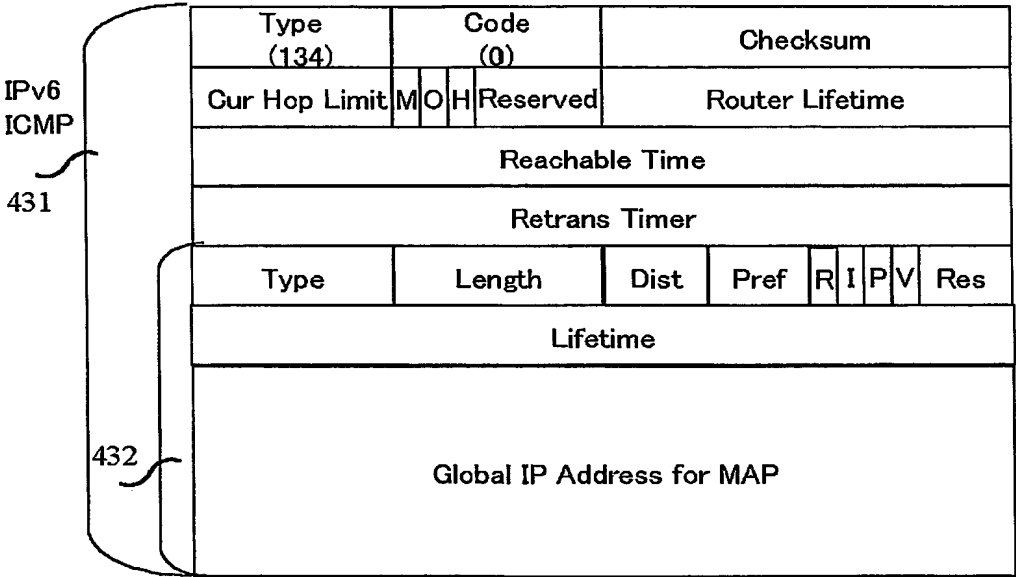 Type
(134)
Code
(0)
Checksum
IPv6
ICMP
431
Cur Hop Limit M O H Reserved Router Lifetime
Reachable Time
Retrans Timer
Type Length Dist Pref R I P V Res
Lifetime
432
Global IP Address for MAP